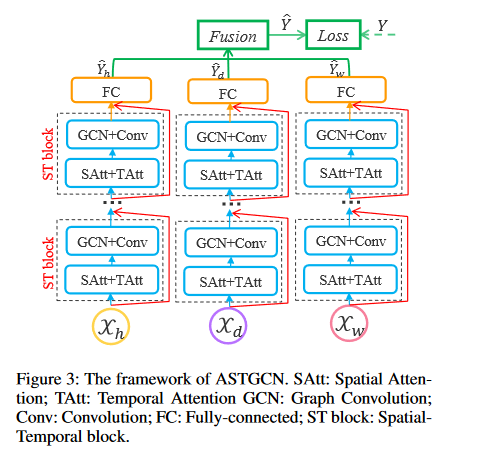 Fusion Ŷ Loss Y
Ŷh Ŷd Ŷw
FC FC FC
ST block GCN+Conv GCN+Conv GCN+Conv
SAtt+TAtt SAtt+TAtt SAtt+TAtt
... ... ...
ST block GCN+Conv GCN+Conv GCN+Conv
SAtt+TAtt SAtt+TAtt SAtt+TAtt
𝒳h 𝒳d 𝒳w
Figure 3: The framework of ASTGCN. SAtt: Spatial Atten-
tion; TAtt: Temporal Attention GCN: Graph Convolution;
Conv: Convolution; FC: Fully-connected; ST block: Spatial-
Temporal block.